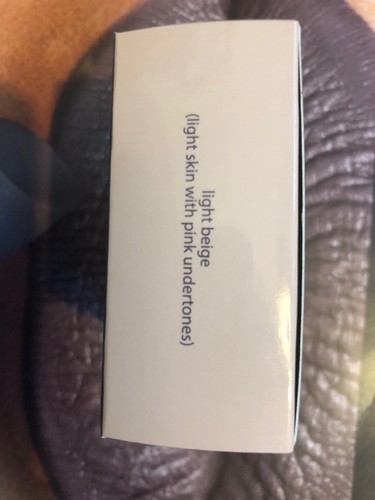 light beige
(light skin with pink undertones)